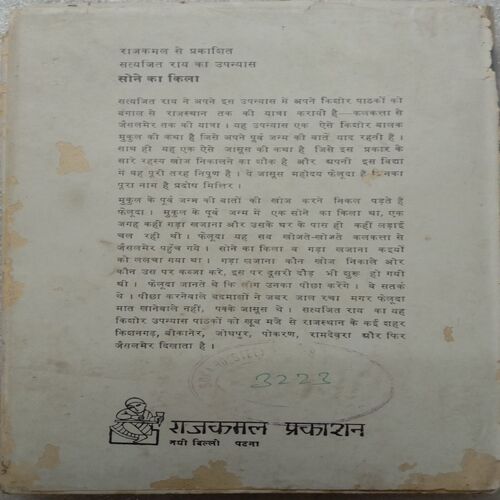 राजकमल से प्रकाशित
सत्यजित राय का उपन्यास
सोने का किला
सत्यजित राय ने अपने इस उपन्यास में अपने किशोर पाठकों को
बंगाल से राजस्थान तक की यात्रा करायी है—कलकत्ता से
जैसलमेर तक की यात्रा । यह उपन्यास एक ऐसे किशोर बालक
मुकुल की कथा है जिसे अपने पूर्व जन्म की बातें याद रहती हैं ।
साथ ही यह एक ऐसे जासूस की कथा है जिसे इस प्रकार के
सारे रहस्य खोज निकालने का शौक है और अपनी इस विद्या
में वह पूरी तरह निपुण है । ये जासूस महोदय फेलूदा हैं जिनका
पूरा नाम है प्रदोष मित्तिर ।
मुकुल के पूर्व जन्म की बातों की खोज करने निकल पड़ते हैं
फेलूदा । मुकुल के पूर्व जन्म में एक सोने का किला था, एक
जगह कहीं गड़ा खजाना और उसके घर के पास ही कहीं लड़ाई
चल रही थी । फेलूदा यह सब खोजते-खोजते कलकत्ता से
जैसलमेर पहुँच गये । सोने का किला व गड़ा खजाना कइयों
को ललचा गया था । गड़ा खजाना कौन खोज निकाले और
कौन उस पर कब्जा करे, इस पर दूसरी दौड़ भी शुरू हो गयी
थी । फेलूदा जानते थे कि लोग उनका पीछा करेंगे । वे सतर्क
थे । पीछा करनेवाले बदमाशों ने जबर जाल रचा मगर फेलूदा
मात खानेवाले नहीं, पक्के जासूस थे । सत्यजित राय का यह
किशोर उपन्यास पाठकों को खूब मजे से राजस्थान के कई शहर
किशनगढ़, बीकानेर, जोधपुर, पोकरण, रामदेवरा और फिर
जैसलमेर दिखाता है ।
3223
राजकमल प्रकाशन
नयी दिल्ली पटना